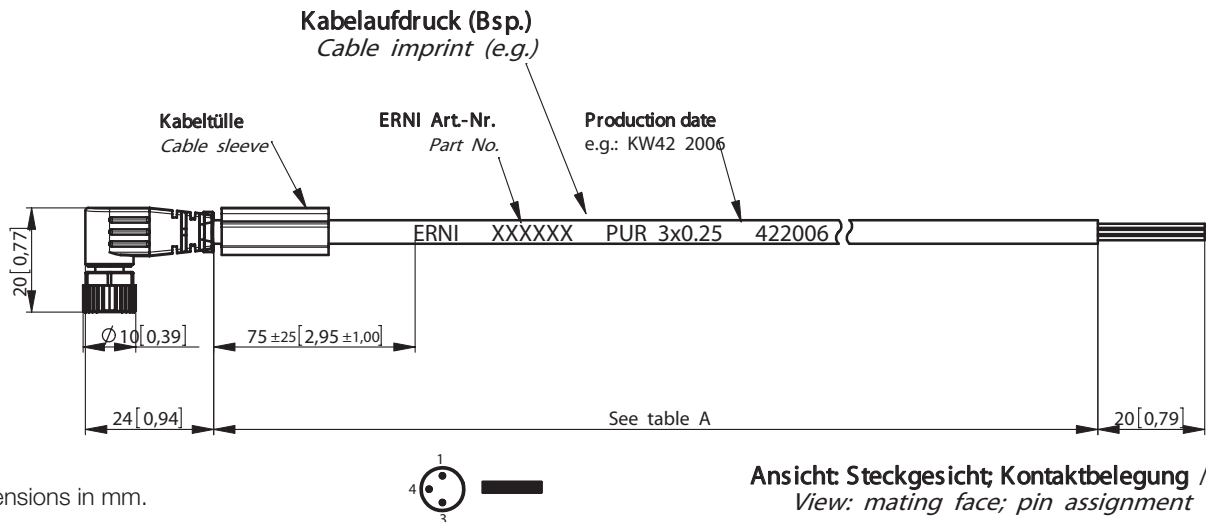 Kabelaufdruck (Bsp.)
Cable imprint (e.g.)
Kabeltülle
Cable sleeve
ERNI Art.-Nr.
Part No.
Production date
e.g.: KW42 2006
ERNI XXXXXX PUR 3x0.25 422006
20[0,77]
Ø10[0,39]
75 ±25[2,95 ±1,00]
24[0,94]
See table A
20[0,79]
1
4
3
Ansicht: Steckgesicht; Kontaktbelegung /
View: mating face; pin assignment
ensions in mm.